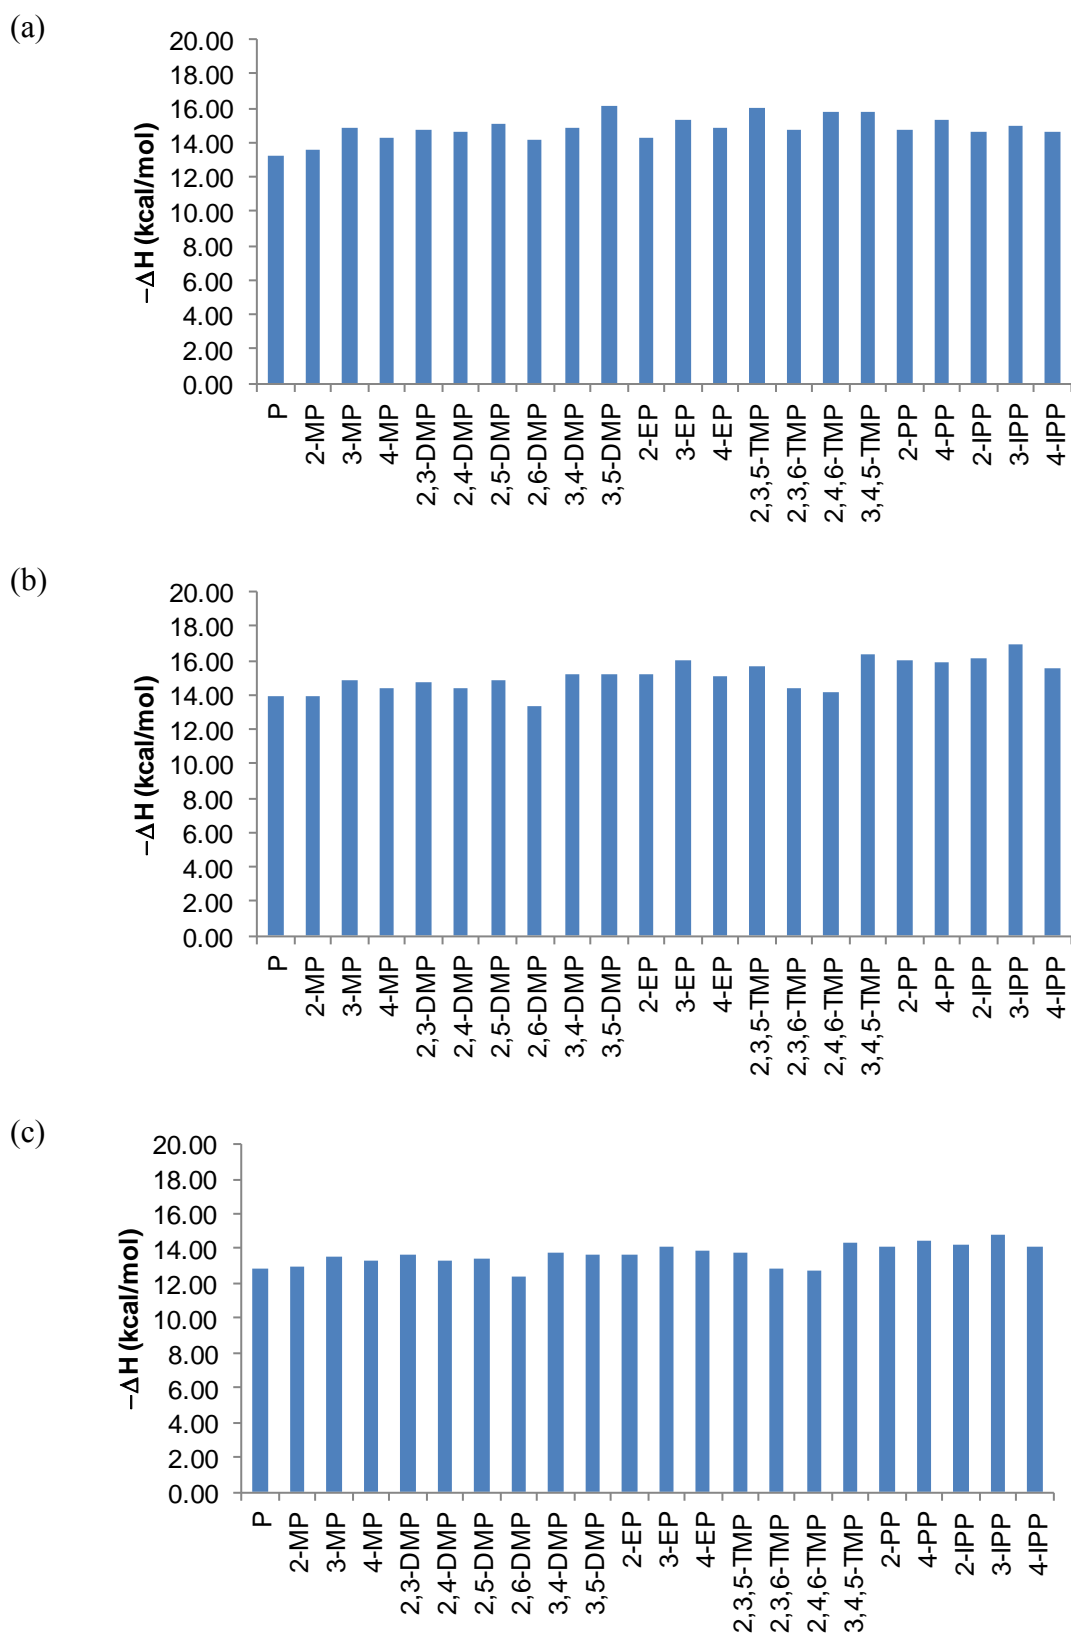 (a)
20.00
18.00
16.00
14.00
12.00
10.00
8.00
6.00
4.00
2.00
0.00
−ΔH (kcal/mol)
P
2-MP
3-MP
4-MP
2,3-DMP
2,4-DMP
2,5-DMP
2,6-DMP
3,4-DMP
3,5-DMP
2-EP
3-EP
4-EP
2,3,5-TMP
2,3,6-TMP
2,4,6-TMP
3,4,5-TMP
2-PP
4-PP
2-IPP
3-IPP
4-IPP
(b)
20.00
18.00
16.00
14.00
12.00
10.00
8.00
6.00
4.00
2.00
0.00
−ΔH (kcal/mol)
P
2-MP
3-MP
4-MP
2,3-DMP
2,4-DMP
2,5-DMP
2,6-DMP
3,4-DMP
3,5-DMP
2-EP
3-EP
4-EP
2,3,5-TMP
2,3,6-TMP
2,4,6-TMP
3,4,5-TMP
2-PP
4-PP
2-IPP
3-IPP
4-IPP
(c)
20.00
18.00
16.00
14.00
12.00
10.00
8.00
6.00
4.00
2.00
0.00
−ΔH (kcal/mol)
P
2-MP
3-MP
4-MP
2,3-DMP
2,4-DMP
2,5-DMP
2,6-DMP
3,4-DMP
3,5-DMP
2-EP
3-EP
4-EP
2,3,5-TMP
2,3,6-TMP
2,4,6-TMP
3,4,5-TMP
2-PP
4-PP
2-IPP
3-IPP
4-IPP